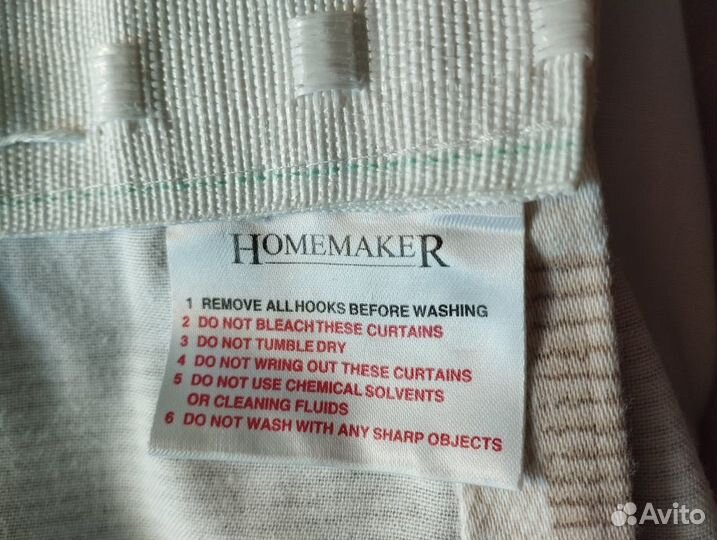 HOMEMAKER
1 REMOVE ALL HOOKS BEFORE WASHING
2 DO NOT BLEACH THESE CURTAINS
3 DO NOT TUMBLE DRY
4 DO NOT WRING OUT THESE CURTAINS
5 DO NOT USE CHEMICAL SOLVENTS
OR CLEANING FLUIDS
6 DO NOT WASH WITH ANY SHARP OBJECTS
Avito